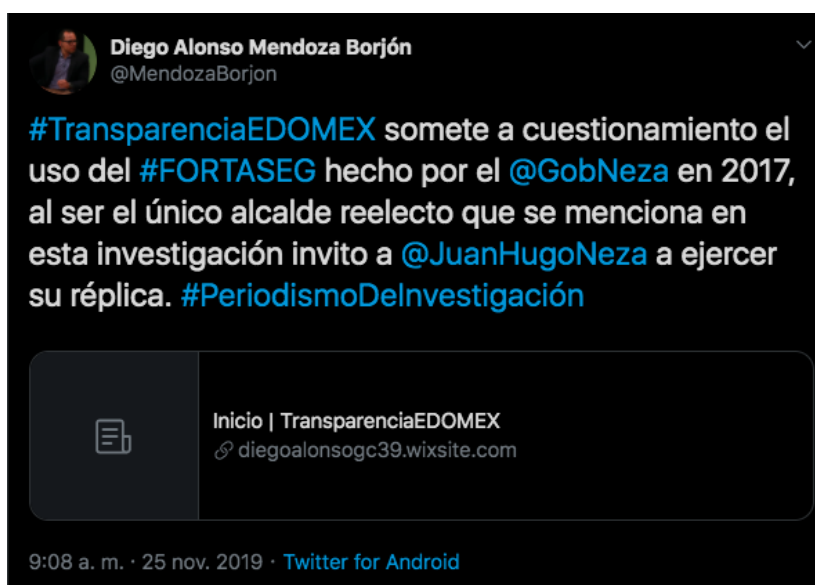 Diego Alonso Mendoza Borjón
@MendozaBorjon
#TransparenciaEDOMEX somete a cuestionamiento el
uso del #FORTASEG hecho por el @GobNeza en 2017,
al ser el único alcalde reelecto que se menciona en
esta investigación invito a @JuanHugoNeza a ejercer
su réplica. #PeriodismoDeInvestigación
Inicio | TransparenciaEDOMEX
diegoalonsogc39.wixsite.com
9:08 a. m. · 25 nov. 2019 · Twitter for Android